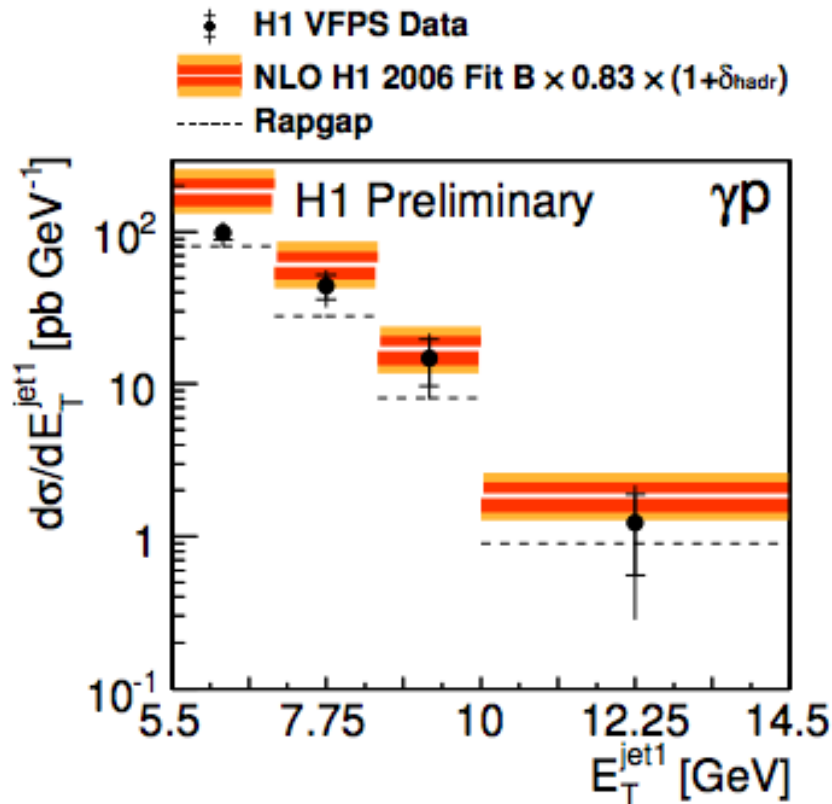 H1 VFPS Data
NLO H1 2006 Fit B × 0.83 × (1+δhadr)
Rapgap
H1 Preliminary γp
dσ/dE_T^jet1 [pb GeV⁻¹]
10²
10
1
10⁻¹
5.5 7.75 10 12.25 14.5
E_T^jet1 [GeV]